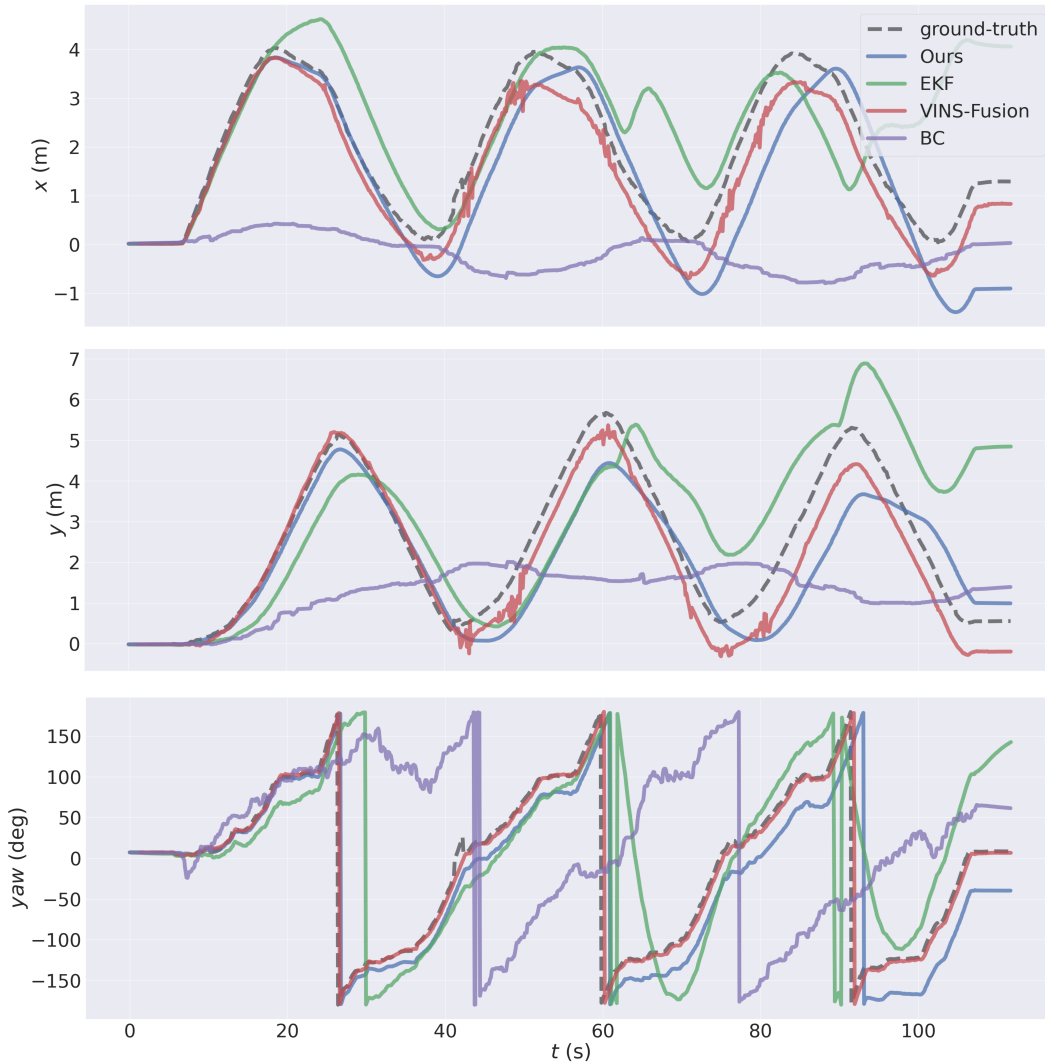 ground-truth
Ours
EKF
VINS-Fusion
BC
4
3
2
1
0
−1
x (m)
7
6
5
4
3
2
1
0
y (m)
150
100
50
0
−50
−100
−150
yaw (deg)
0 20 40 60 80 100
t (s)